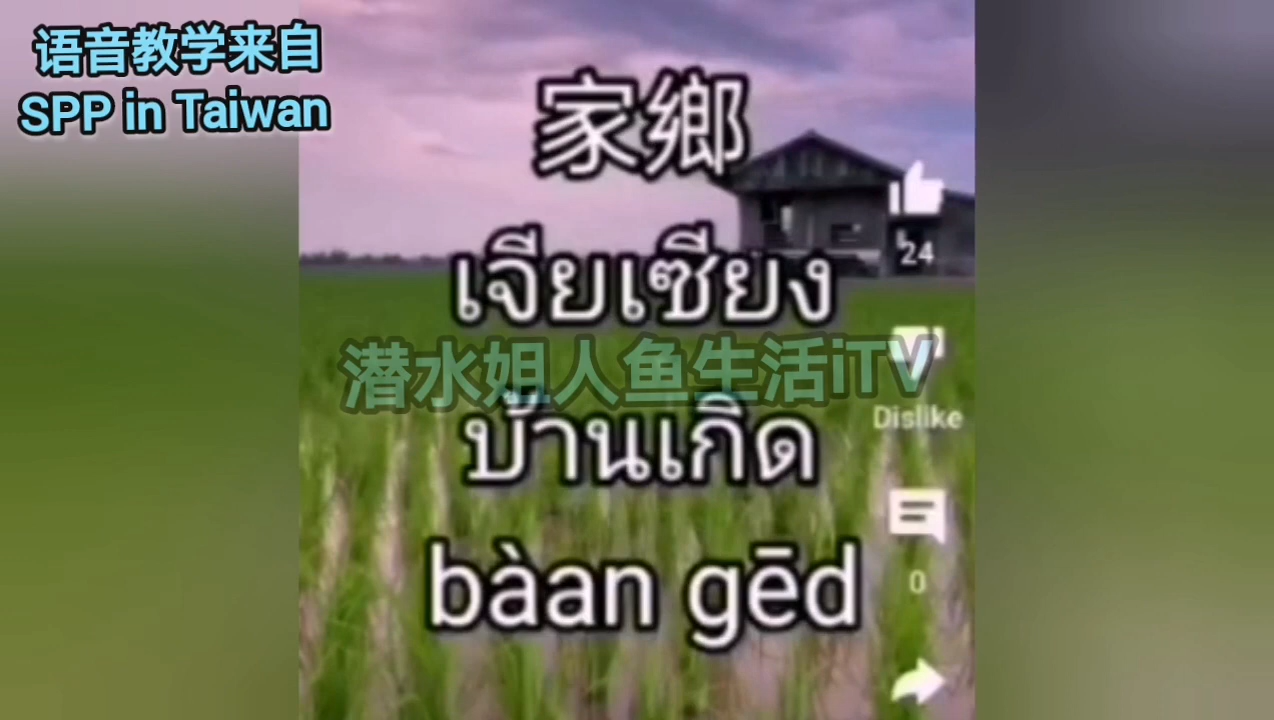 语音教学来自
SPP in Taiwan
家鄉
24
เจียเซียง
潜水妲人鱼生活iTV
Dislike
บ้านเกิด
0
bàan gēd